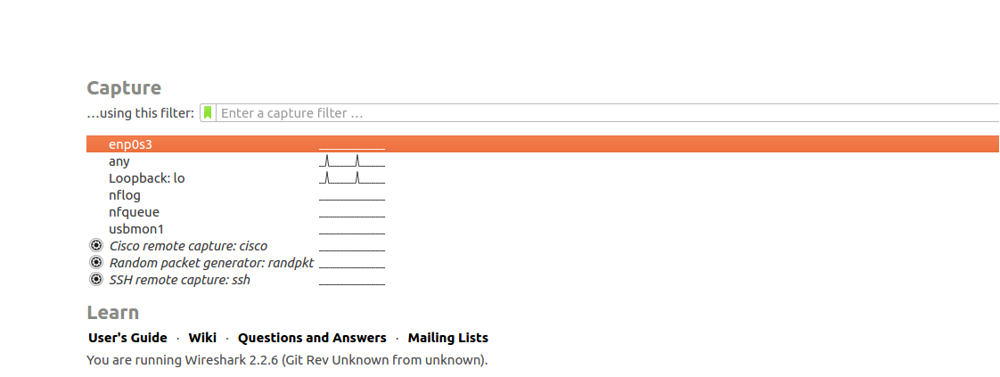 Capture
...using this filter: Enter a capture filter ...
enp0s3
any
Loopback: lo
nflog
nfqueue
usbmon1
Cisco remote capture: cisco
Random packet generator: randpkt
SSH remote capture: ssh
Learn
User's Guide · Wiki · Questions and Answers · Mailing Lists
You are running Wireshark 2.2.6 (Git Rev Unknown from unknown).